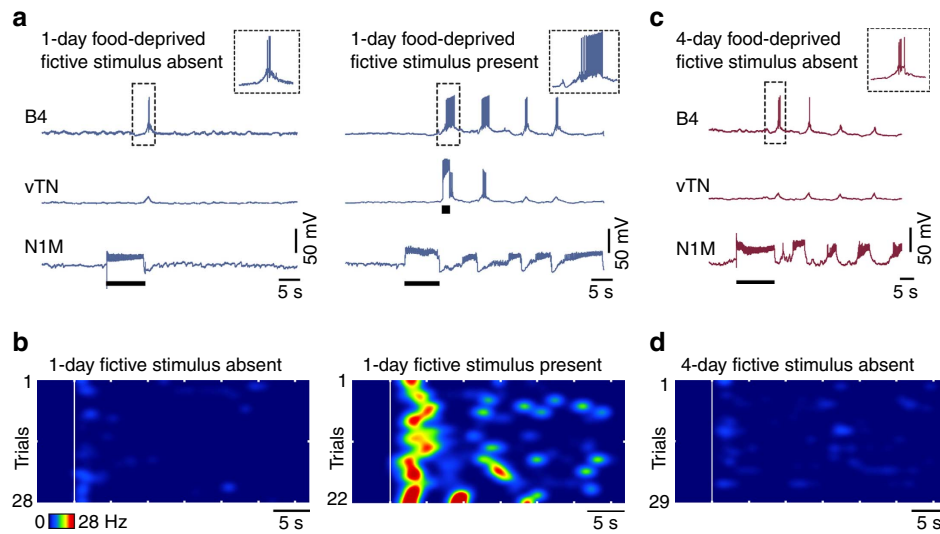 a
1-day food-deprived
fictive stimulus absent
1-day food-deprived
fictive stimulus present
B4
vTN
N1M
50 mV
5 s
50 mV
5 s
c
4-day food-deprived
fictive stimulus absent
B4
vTN
N1M
50 mV
5 s
b
1-day fictive stimulus absent
1
Trials
28
0 28 Hz
5 s
1-day fictive stimulus present
1
Trials
22
5 s
d
4-day fictive stimulus absent
1
Trials
29
5 s